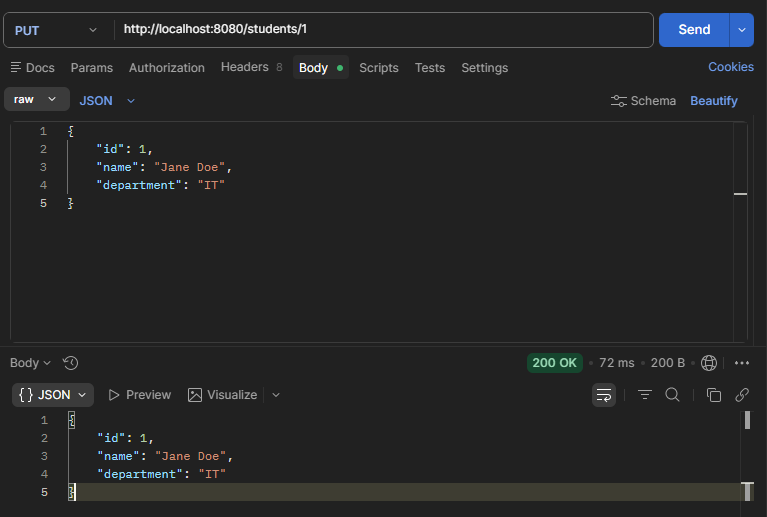 PUT http://localhost:8080/students/1 Send
Docs Params Authorization Headers 8 Body Scripts Tests Settings Cookies
raw JSON Schema Beautify
1 {
2 "id": 1,
3 "name": "Jane Doe",
4 "department": "IT"
5 }
Body 200 OK 72 ms 200 B
{} JSON Preview Visualize
1 {
2 "id": 1,
3 "name": "Jane Doe",
4 "department": "IT"
5 }